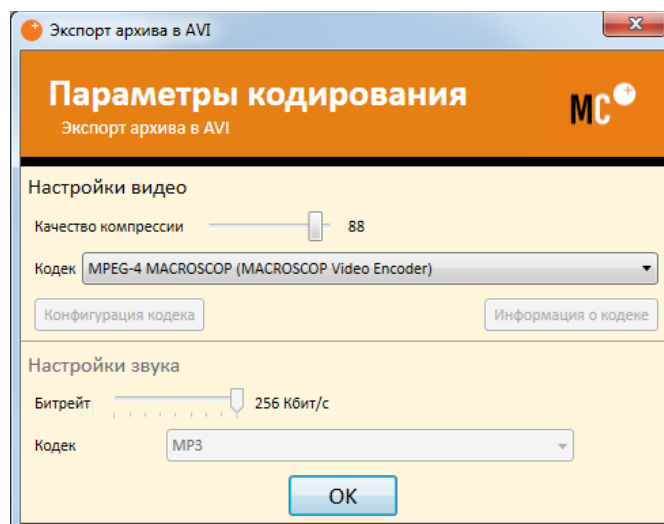 Экспорт архива в AVI
Параметры кодирования
Экспорт архива в AVI
MC
Настройки видео
Качество компрессии 88
Кодек MPEG-4 MACROSCOP (MACROSCOP Video Encoder)
Конфигурация кодека Информация о кодеке
Настройки звука
Битрейт 256 Кбит/с
Кодек MP3
OK